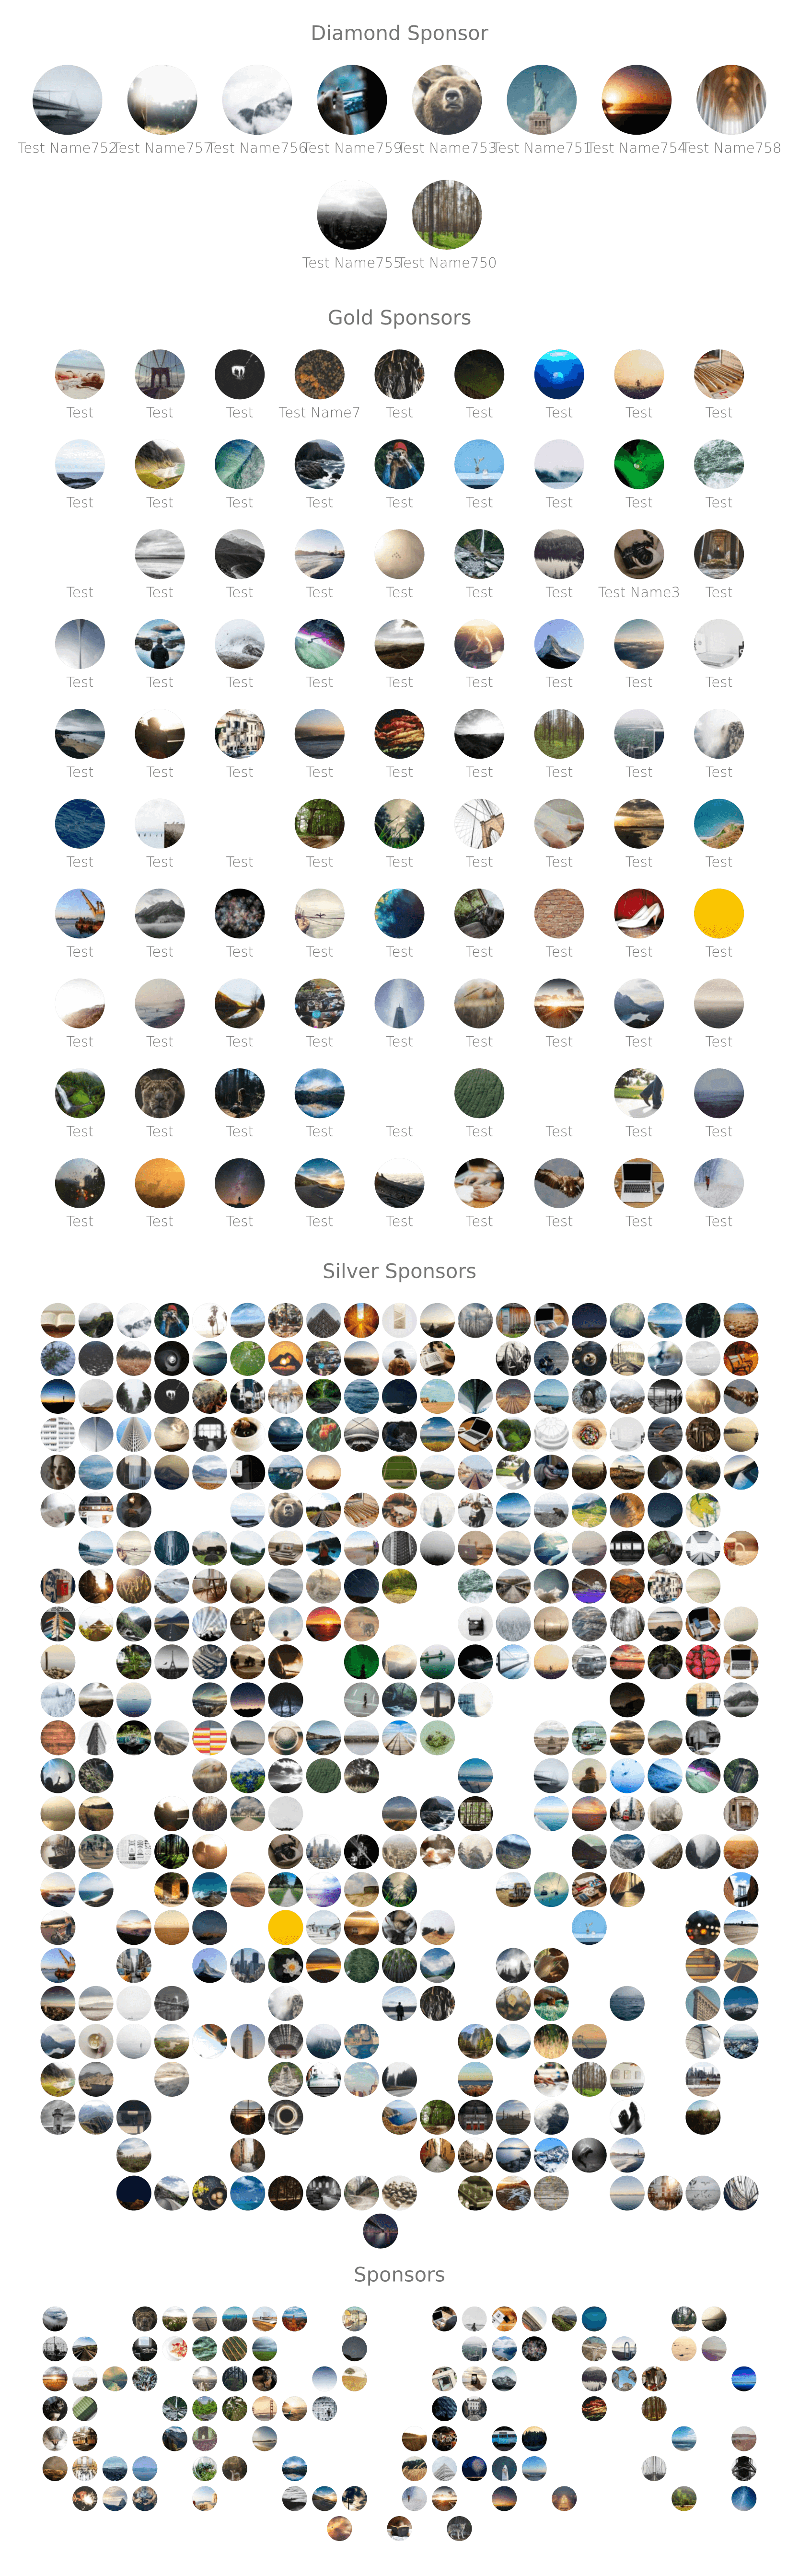 Diamond Sponsor
Test Name752 Test Name757 Test Name756 Test Name759 Test Name753 Test Name751 Test Name754 Test Name758
Test Name755 Test Name750
Gold Sponsors
Test Test Test Test Name7 Test Test Test Test Test
Test Test Test Test Test Test Test Test Test
Test Test Test Test Test Test Test Test Name3 Test
Test Test Test Test Test Test Test Test Test
Test Test Test Test Test Test Test Test Test
Test Test Test Test Test Test Test Test Test
Test Test Test Test Test Test Test Test Test
Test Test Test Test Test Test Test Test Test
Test Test Test Test Test Test Test Test Test
Test Test Test Test Test Test Test Test Test
Silver Sponsors
Sponsors